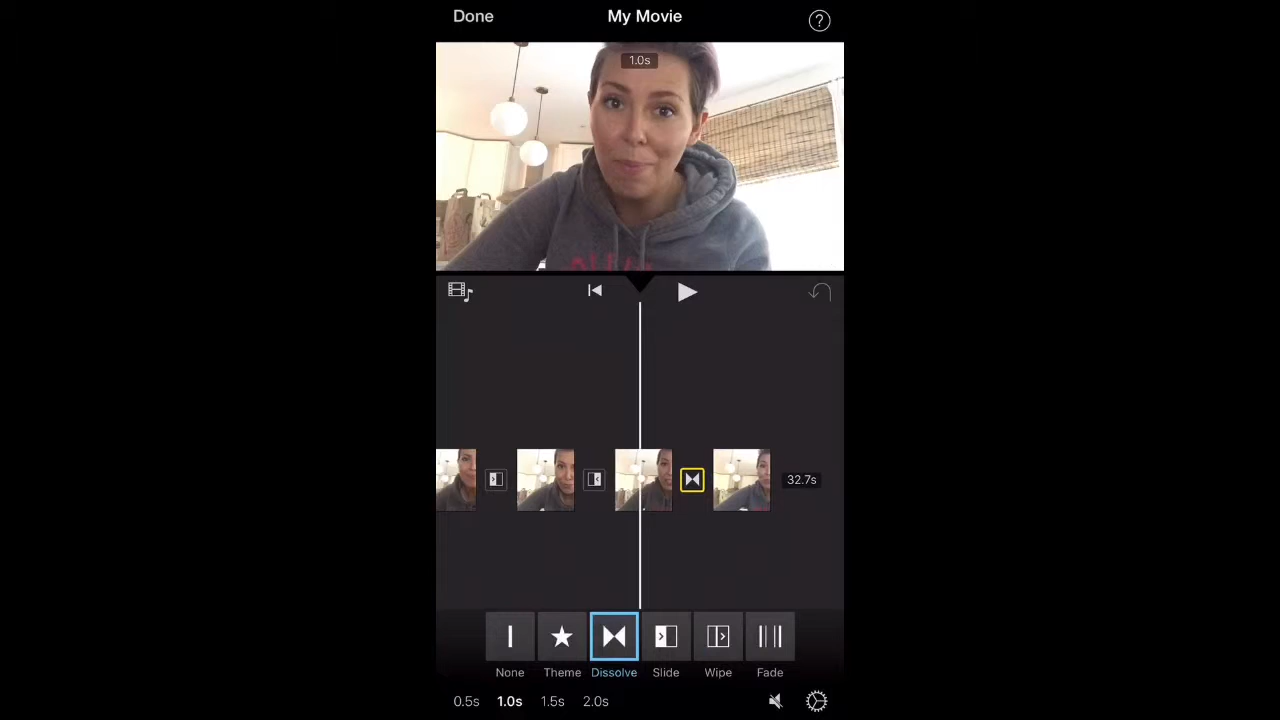 Done My Movie ?
1.0s
32.7s
None Theme Dissolve Slide Wipe Fade
0.5s 1.0s 1.5s 2.0s